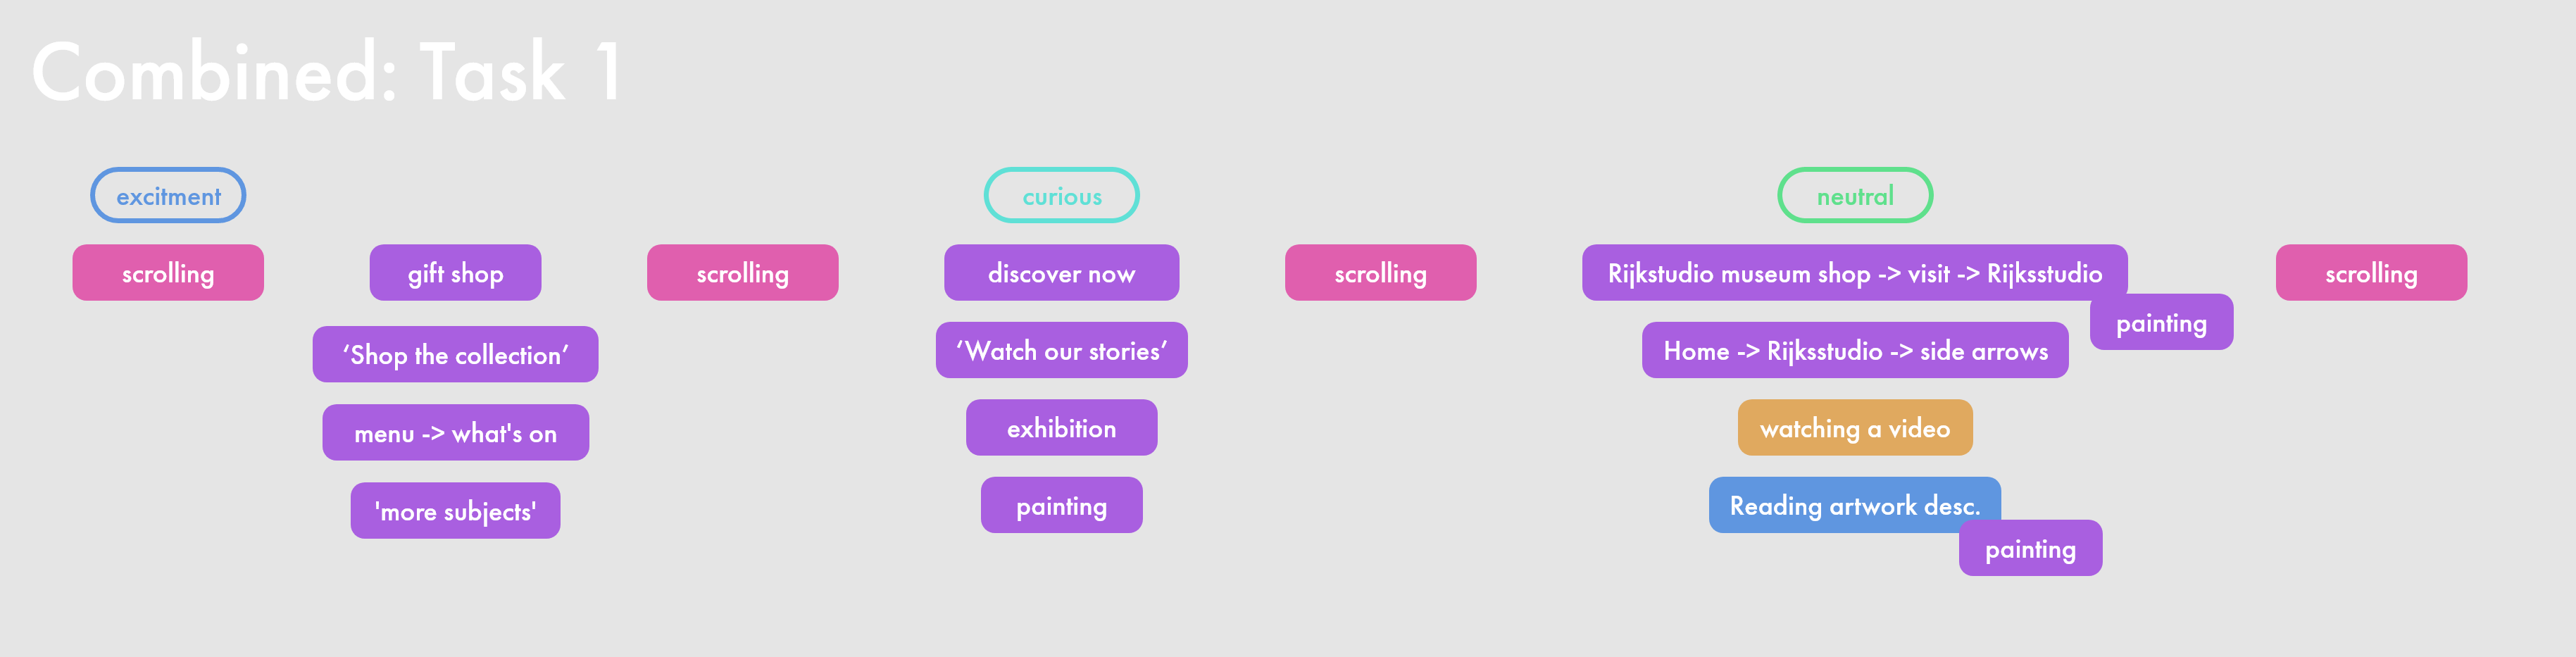 Combined: Task 1
excitment
curious
neutral
scrolling
gift shop
scrolling
discover now
scrolling
Rijkstudio museum shop -> visit -> Rijksstudio
scrolling
painting
‘Shop the collection’
‘Watch our stories’
Home -> Rijksstudio -> side arrows
menu -> what's on
exhibition
watching a video
'more subjects'
painting
Reading artwork desc.
painting